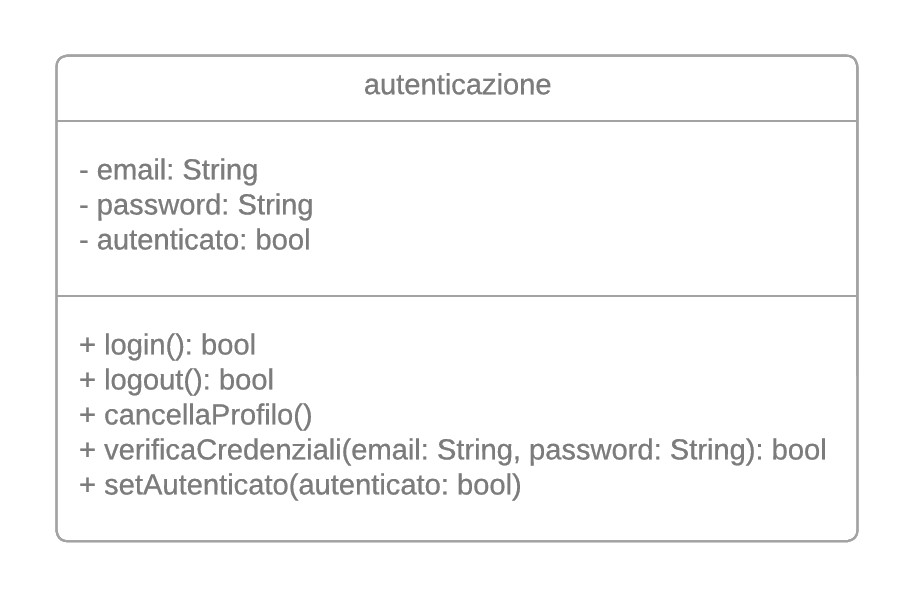 autenticazione
- email: String
- password: String
- autenticato: bool
+ login(): bool
+ logout(): bool
+ cancellaProfilo()
+ verificaCredenziali(email: String, password: String): bool
+ setAutenticato(autenticato: bool)